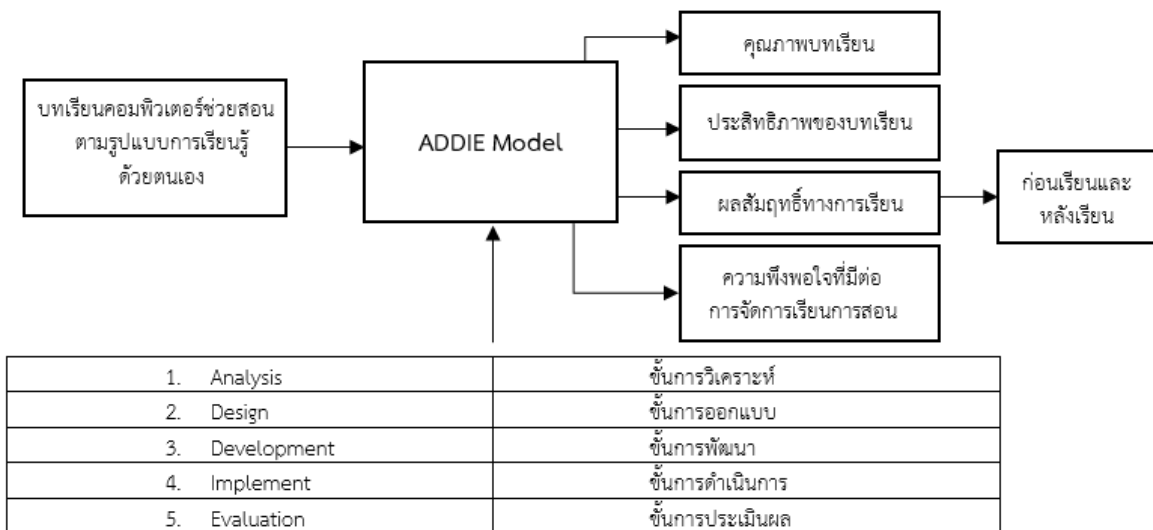 คุณภาพบทเรียน
บทเรียนคอมพิวเตอร์ช่วยสอน
ตามรูปแบบการเรียนรู้
ด้วยตนเอง
ADDIE Model
ประสิทธิภาพของบทเรียน
ผลสัมฤทธิ์ทางการเรียน
ก่อนเรียนและ
หลังเรียน
ความพึงพอใจที่มีต่อ
การจัดการเรียนการสอน
1. Analysis ขั้นการวิเคราะห์
2. Design ขั้นการออกแบบ
3. Development ขั้นการพัฒนา
4. Implement ขั้นการดำเนินการ
5. Evaluation ขั้นการประเมินผล